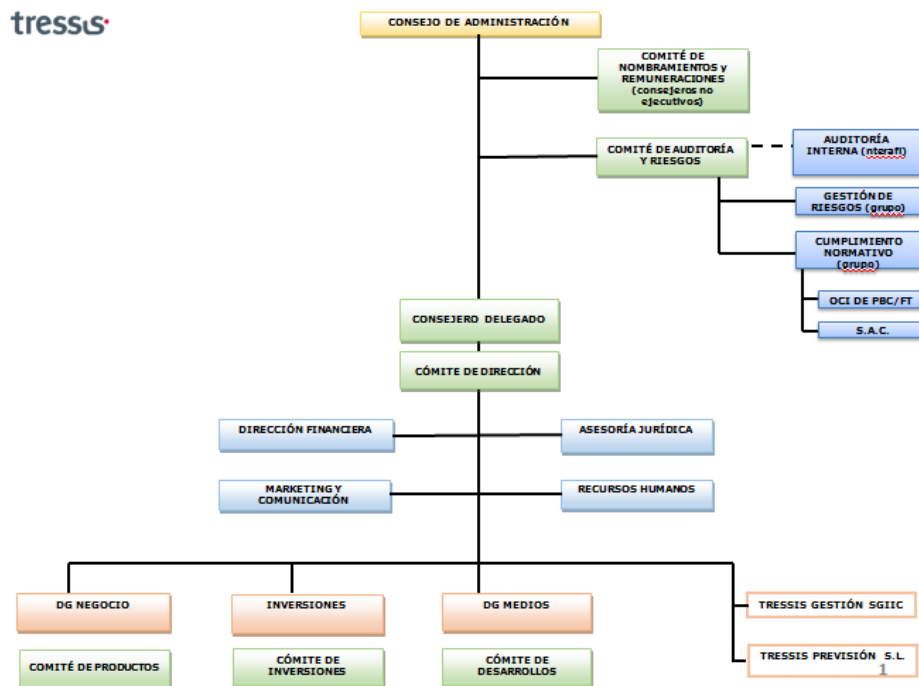 tressis
CONSEJO DE ADMINISTRACIÓN
COMITÉ DE
NOMBRAMIENTOS y
REMUNERACIONES
(consejeros no
ejecutivos)
COMITÉ DE AUDITORÍA
Y RIESGOS
AUDITORÍA
INTERNA (nterafi)
GESTIÓN DE
RIESGOS (grupo)
CUMPLIMIENTO
NORMATIVO
(grupo)
OCI DE PBC/FT
S.A.C.
CONSEJERO DELEGADO
CÓMITE DE DIRECCIÓN
DIRECCIÓN FINANCIERA
ASESORÍA JURÍDICA
MARKETING Y
COMUNICACIÓN
RECURSOS HUMANOS
DG NEGOCIO
INVERSIONES
DG MEDIOS
TRESSIS GESTIÓN SGIIC
COMITÉ DE PRODUCTOS
CÓMITE DE
INVERSIONES
CÓMITE DE
DESARROLLOS
TRESSIS PREVISIÓN S.L.
1